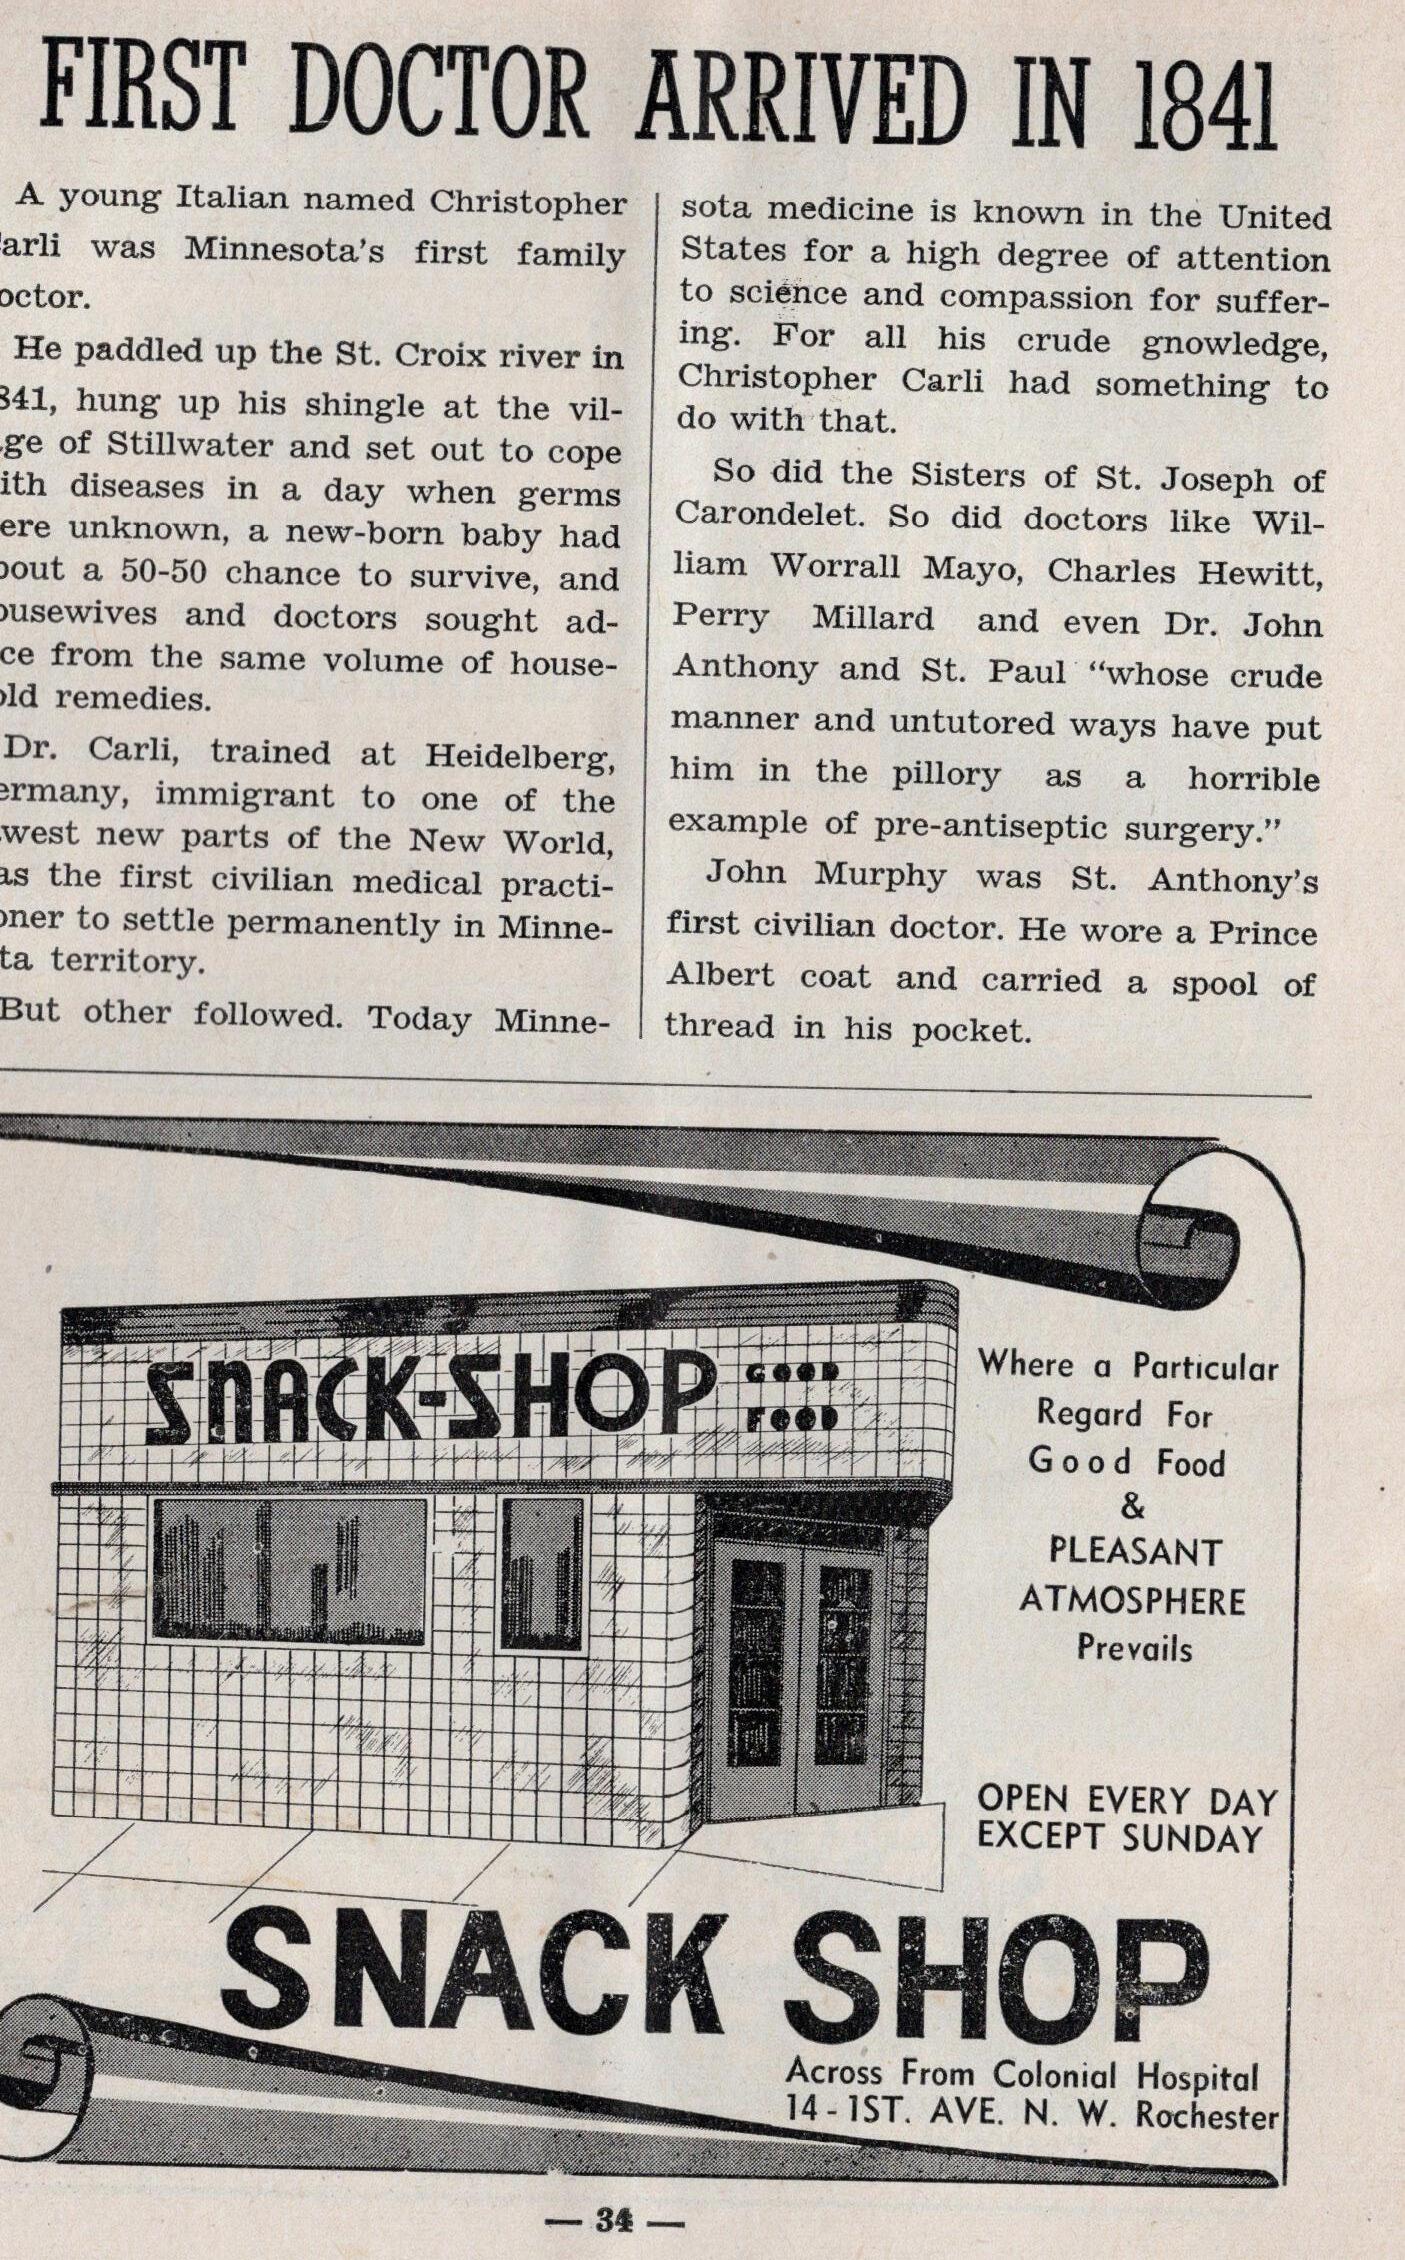 FIRST DOCTOR ARRIVED IN 1841
A young Italian named Christopher
arli was Minnesota's first family
octor.
He paddled up the St. Croix river in
841, hung up his shingle at the vil-
ge of Stillwater and set out to cope
ith diseases in a day when germs
ere unknown, a new-born baby had
bout a 50-50 chance to survive, and
ousewives and doctors sought ad-
ce from the same volume of house-
old remedies.
Dr. Carli, trained at Heidelberg,
ermany, immigrant to one of the
west new parts of the New World,
as the first civilian medical practi-
oner to settle permanently in Minne-
ta territory.
But other followed. Today Minne-
sota medicine is known in the United
States for a high degree of attention
to science and compassion for suffer-
ing. For all his crude gnowledge,
Christopher Carli had something to
do with that.
So did the Sisters of St. Joseph of
Carondelet. So did doctors like Wil-
liam Worrall Mayo, Charles Hewitt,
Perry Millard and even Dr. John
Anthony and St. Paul “whose crude
manner and untutored ways have put
him in the pillory as a horrible
example of pre-antiseptic surgery.”
John Murphy was St. Anthony's
first civilian doctor. He wore a Prince
Albert coat and carried a spool of
thread in his pocket.
SNACK-SHOP GOOD
FOOD
Where a Particular
Regard For
Good Food
&
PLEASANT
ATMOSPHERE
Prevails
OPEN EVERY DAY
EXCEPT SUNDAY
SNACK SHOP
Across From Colonial Hospital
14 - 1ST. AVE. N. W. Rochester
— 34 —